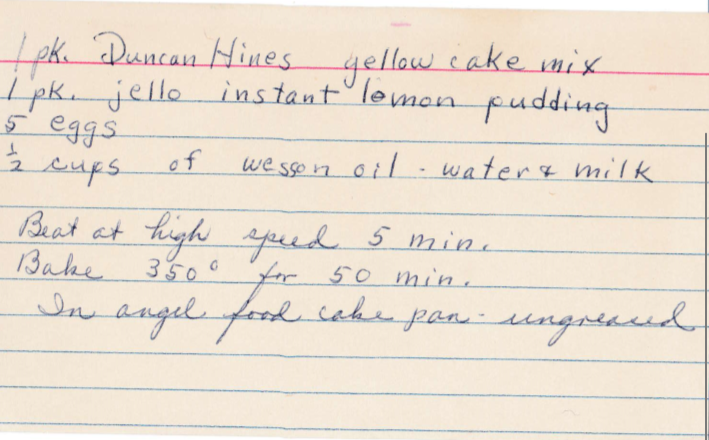 1 pk. Duncan Hines yellow cake mix
1 pk. jello instant lemon pudding
5 eggs
½ cups of wesson oil - water & milk
Beat at high speed 5 min.
Bake 350° for 50 min.
In angel food cake pan - ungreased